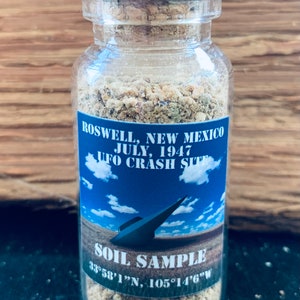 ROSWELL, NEW MEXICO
JULY, 1947
UFO CRASH SITE
SOIL SAMPLE
33°58'1"N, 105°14'6"W